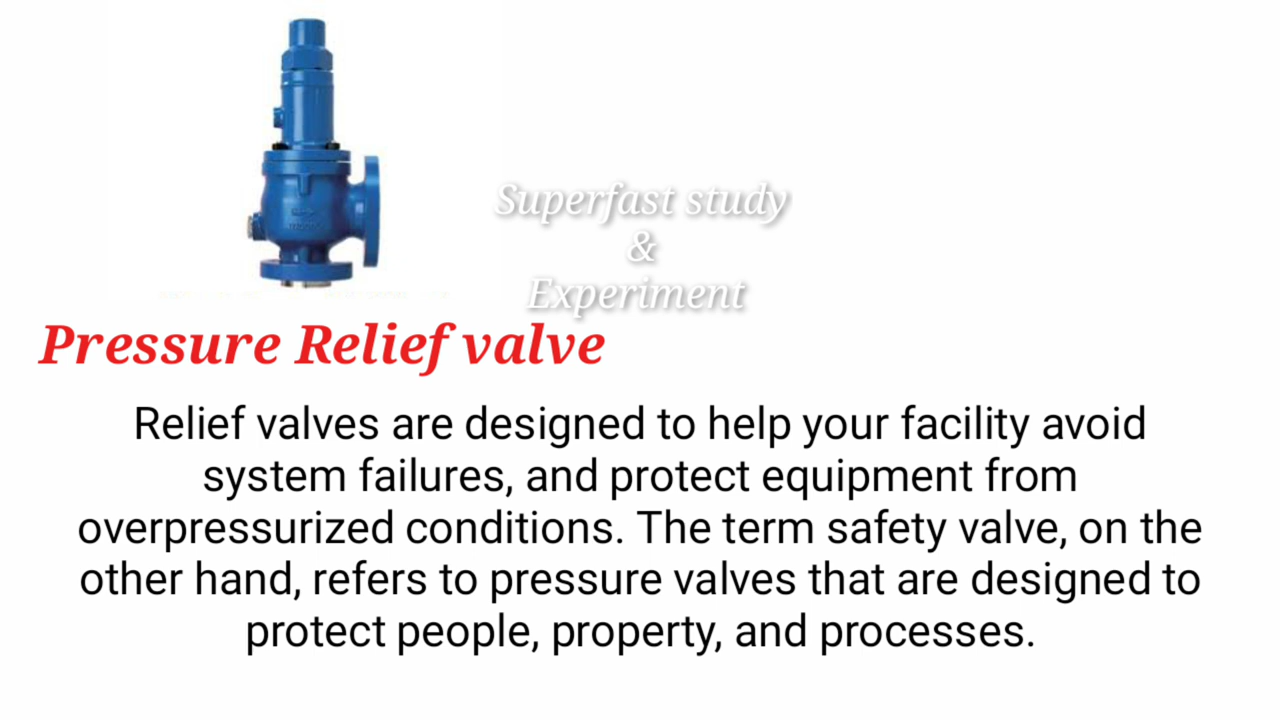 Superfast study
&
Experiment
Pressure Relief valve
Relief valves are designed to help your facility avoid
system failures, and protect equipment from
overpressurized conditions. The term safety valve, on the
other hand, refers to pressure valves that are designed to
protect people, property, and processes.